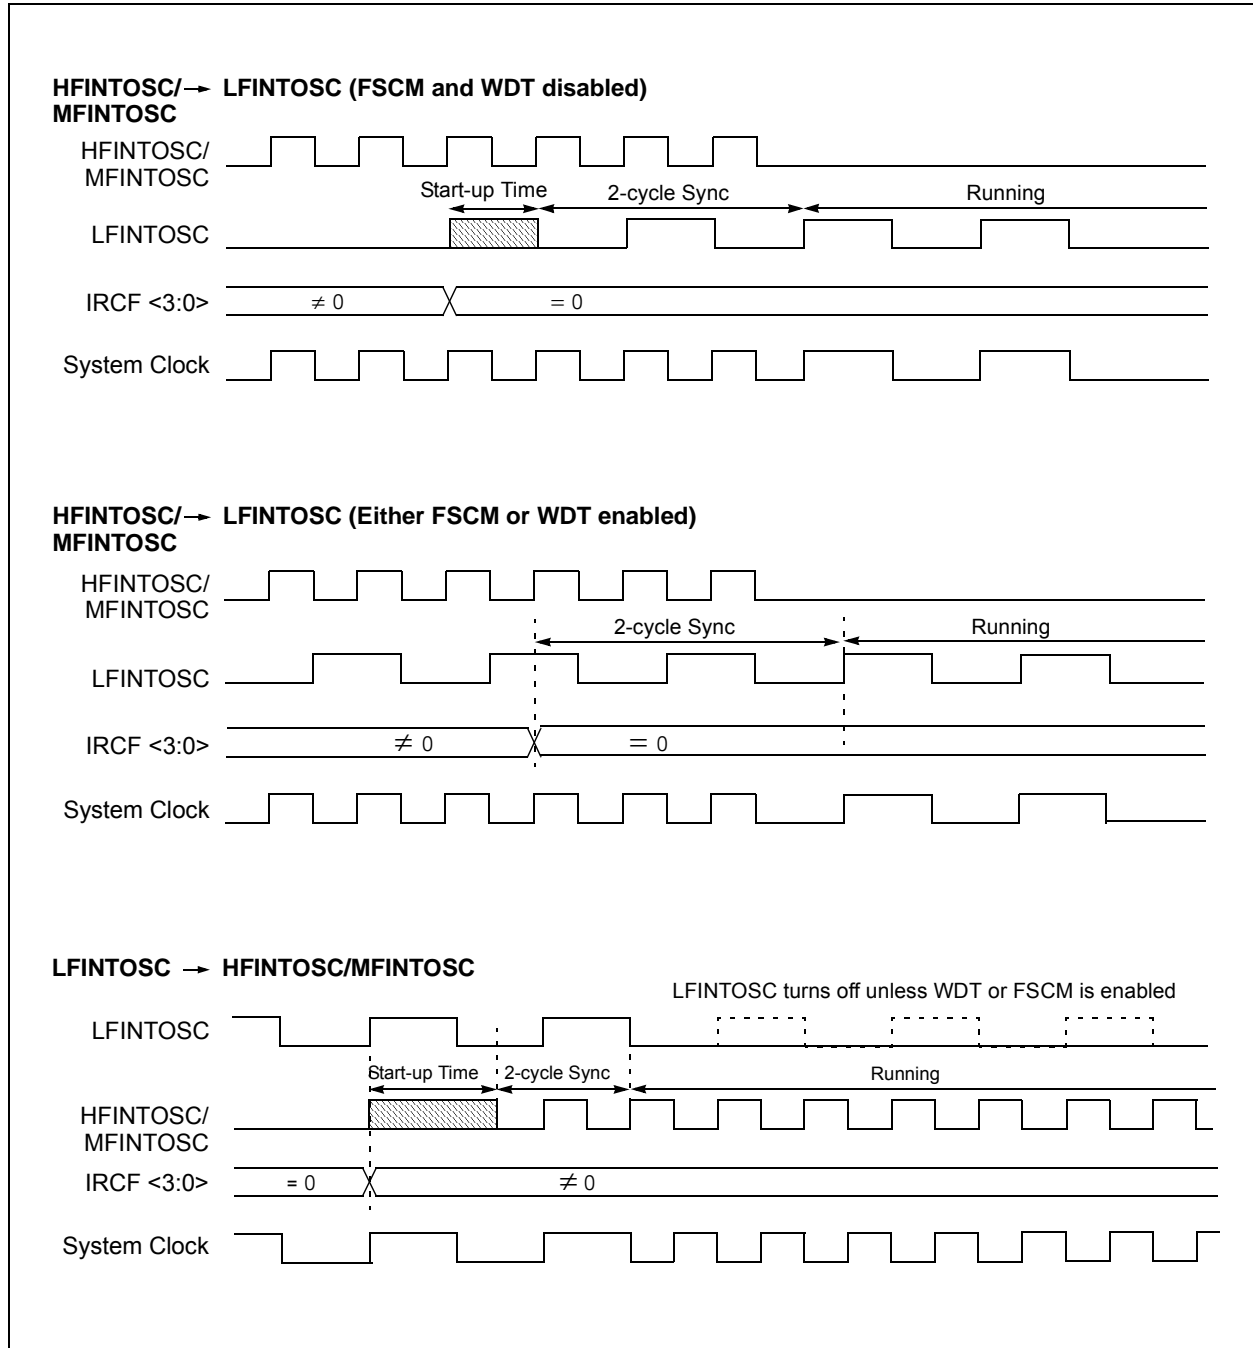 HFINTOSC/→ LFINTOSC (FSCM and WDT disabled)
MFINTOSC
HFINTOSC/
MFINTOSC
Start-up Time 2-cycle Sync Running
LFINTOSC
IRCF <3:0> ≠ 0 = 0
System Clock
HFINTOSC/→ LFINTOSC (Either FSCM or WDT enabled)
MFINTOSC
HFINTOSC/
MFINTOSC
2-cycle Sync Running
LFINTOSC
IRCF <3:0> ≠ 0 = 0
System Clock
LFINTOSC → HFINTOSC/MFINTOSC
LFINTOSC turns off unless WDT or FSCM is enabled
LFINTOSC
Start-up Time 2-cycle Sync Running
HFINTOSC/
MFINTOSC
IRCF <3:0> = 0 ≠ 0
System Clock